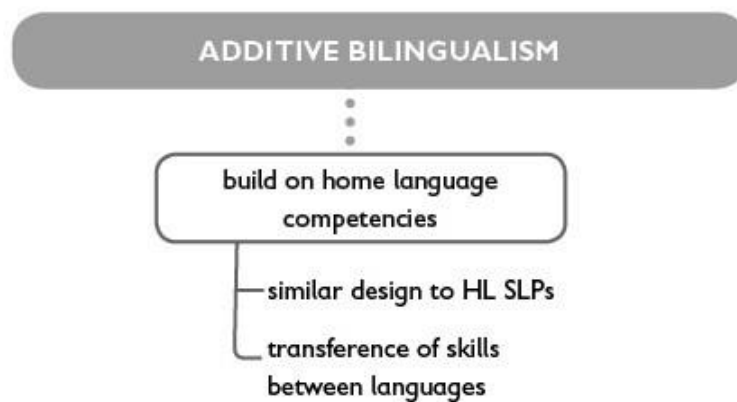 ADDITIVE BILINGUALISM
build on home language
competencies
similar design to HL SLPs
transference of skills
between languages